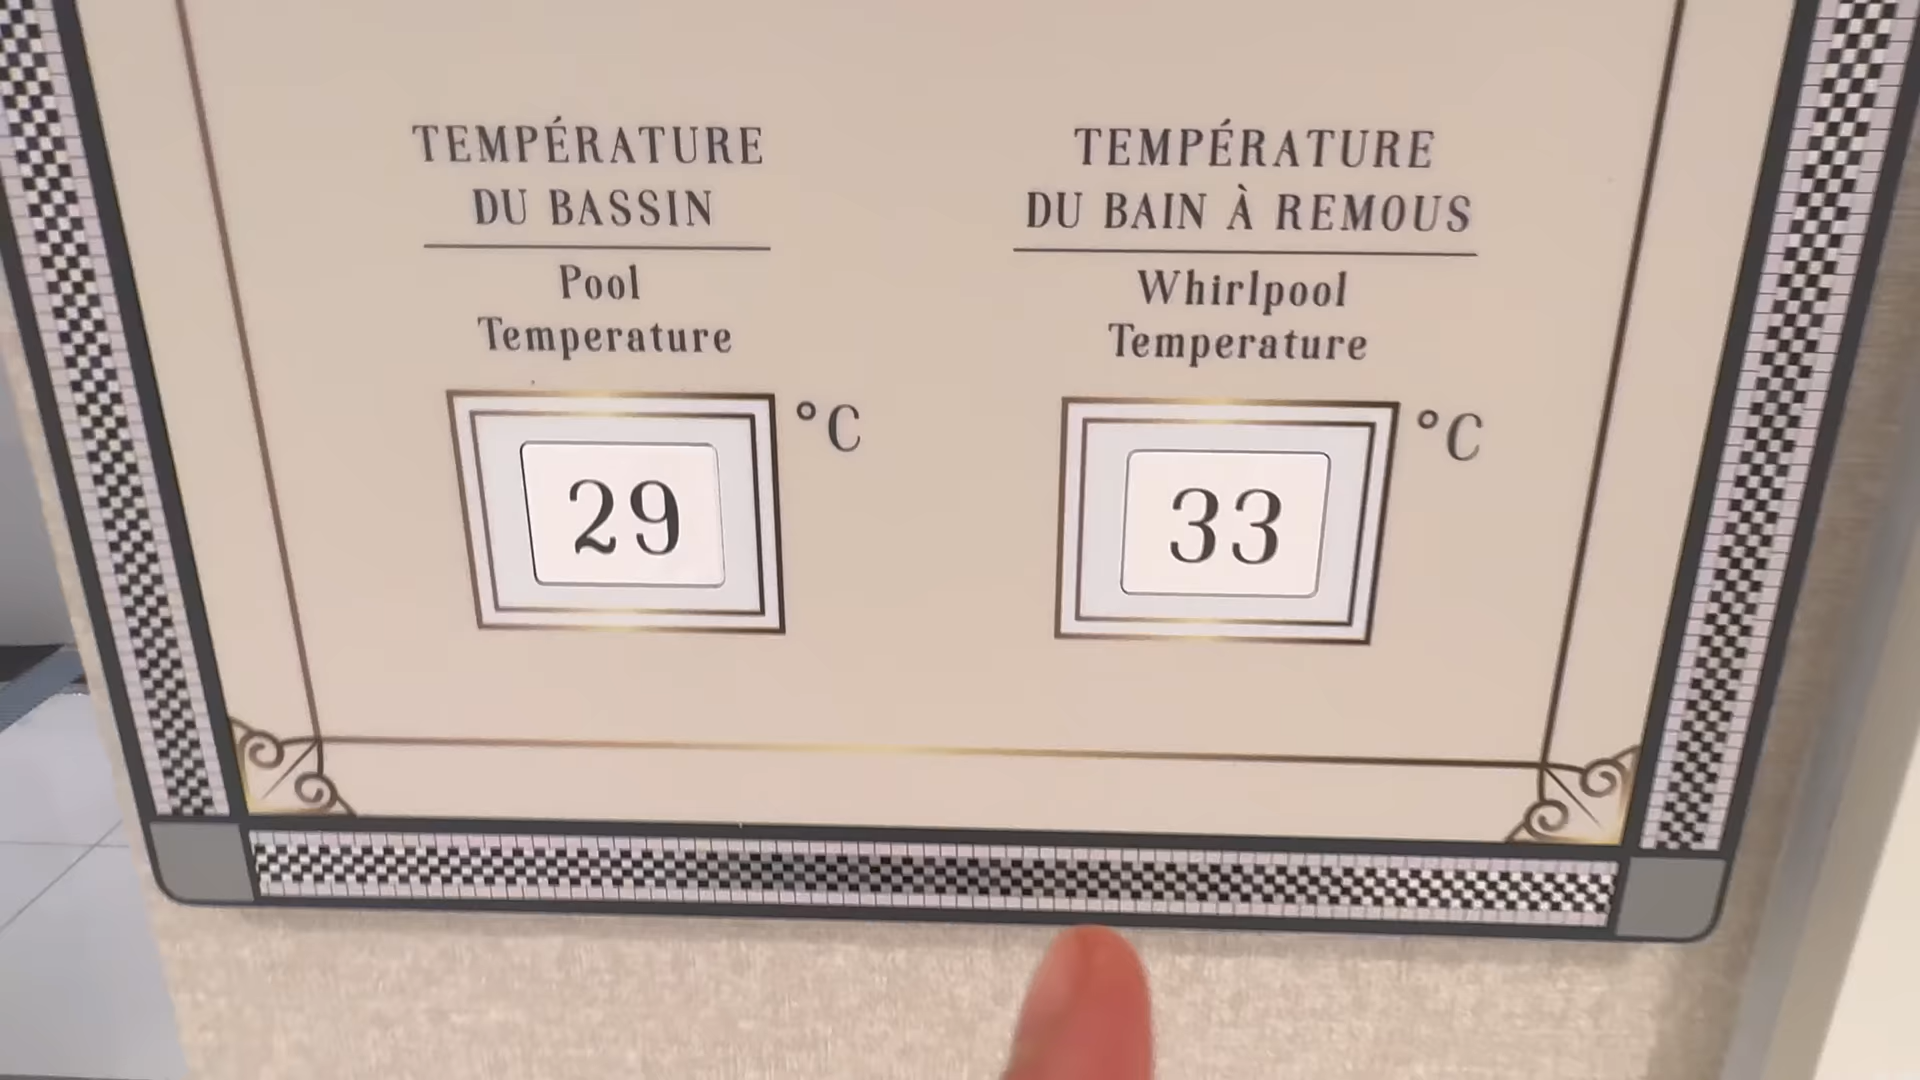 TEMPÉRATURE
DU BASSIN
Pool
Temperature
29 °C
TEMPÉRATURE
DU BAIN À REMOUS
Whirlpool
Temperature
33 °C